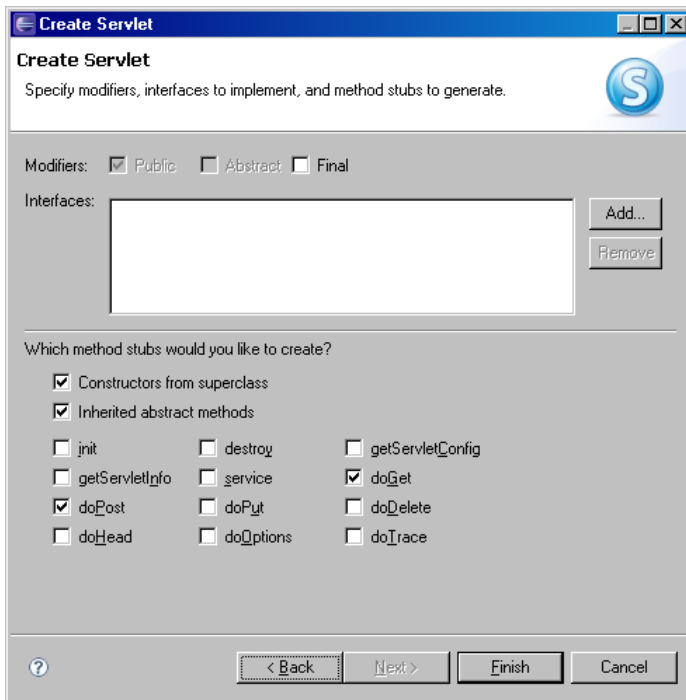 Create Servlet
Create Servlet
Specify modifiers, interfaces to implement, and method stubs to generate.
S
Modifiers: Public Abstract Final
Interfaces:
Add...
Remove
Which method stubs would you like to create?
Constructors from superclass
Inherited abstract methods
init destroy getServletConfig
getServletInfo service doGet
doPost doPut doDelete
doHead doOptions doTrace
? < Back Next > Finish Cancel